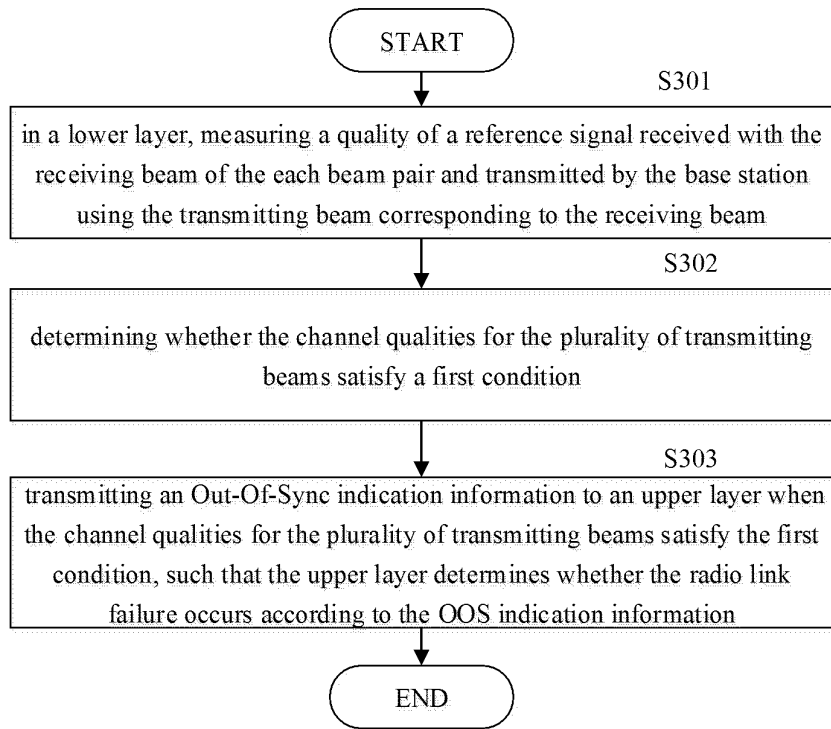 START
S301
in a lower layer, measuring a quality of a reference signal received with the
receiving beam of the each beam pair and transmitted by the base station
using the transmitting beam corresponding to the receiving beam
S302
determining whether the channel qualities for the plurality of transmitting
beams satisfy a first condition
S303
transmitting an Out-Of-Sync indication information to an upper layer when
the channel qualities for the plurality of transmitting beams satisfy the first
condition, such that the upper layer determines whether the radio link
failure occurs according to the OOS indication information
END